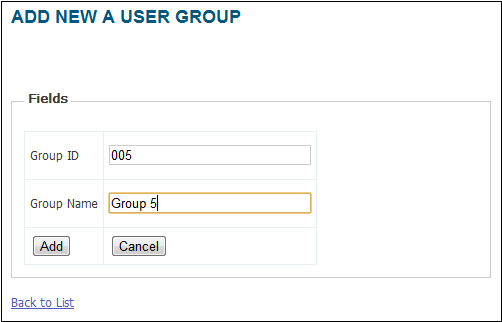 ADD NEW A USER GROUP
Fields
Group ID 005
Group Name Group 5
Add Cancel
Back to List